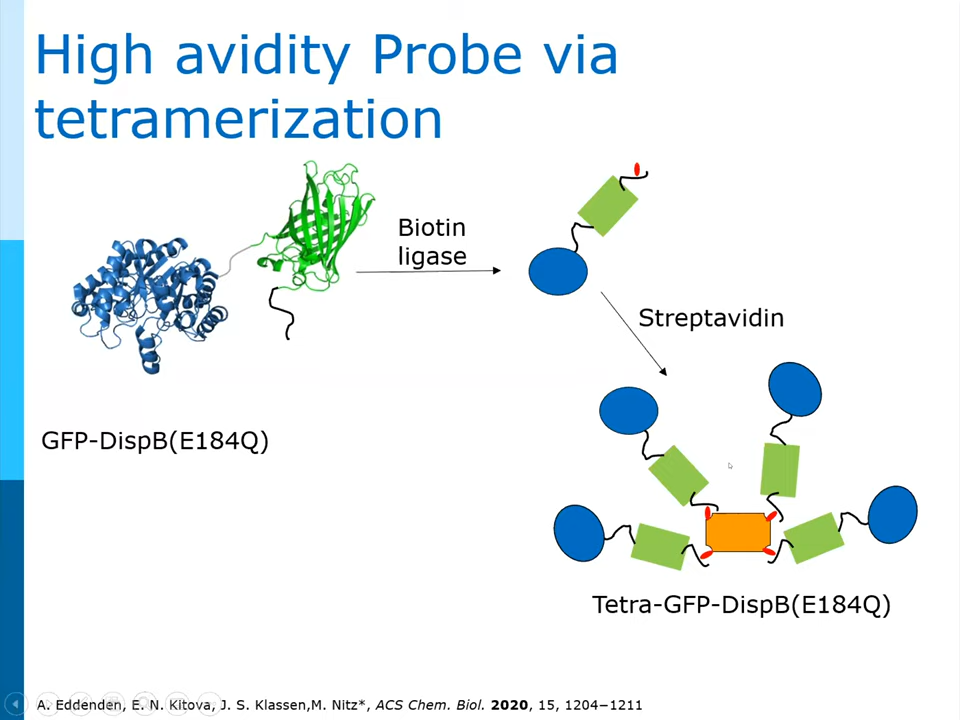 High avidity Probe via
tetramerization
Biotin
ligase
Streptavidin
GFP-DispB(E184Q)
Tetra-GFP-DispB(E184Q)
A. Eddenden, E. N. Kitova, J. S. Klassen,M. Nitz*, ACS Chem. Biol. 2020, 15, 1204−1211